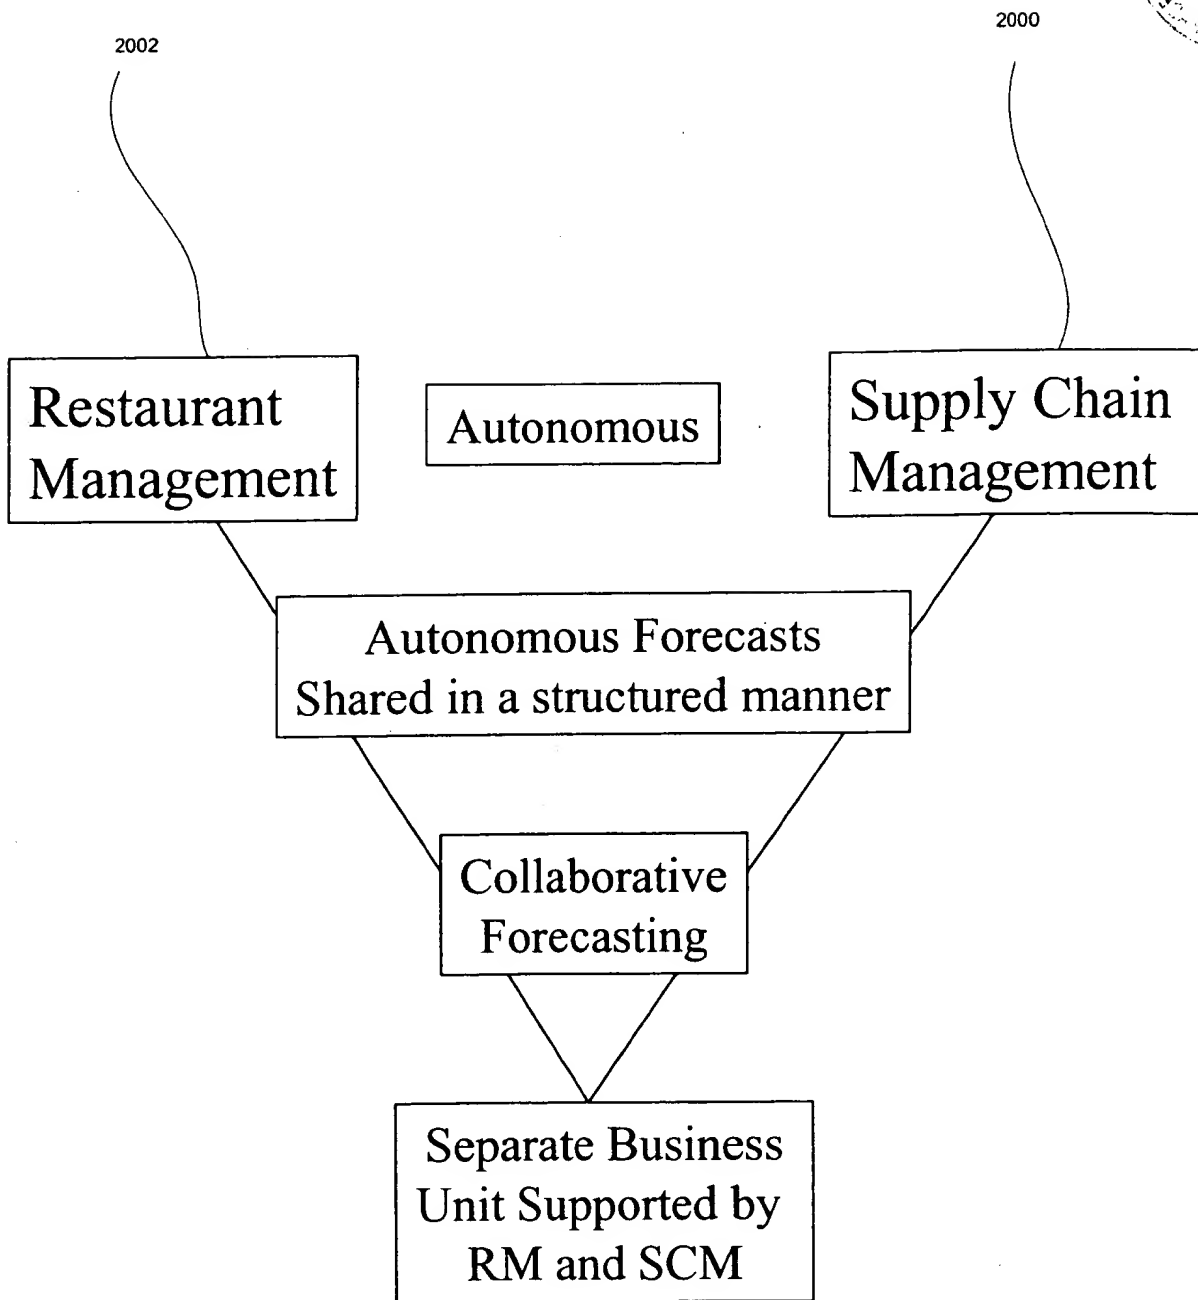 2002
2000
Restaurant
Management
Autonomous
Supply Chain
Management
Autonomous Forecasts
Shared in a structured manner
Collaborative
Forecasting
Separate Business
Unit Supported by
RM and SCM